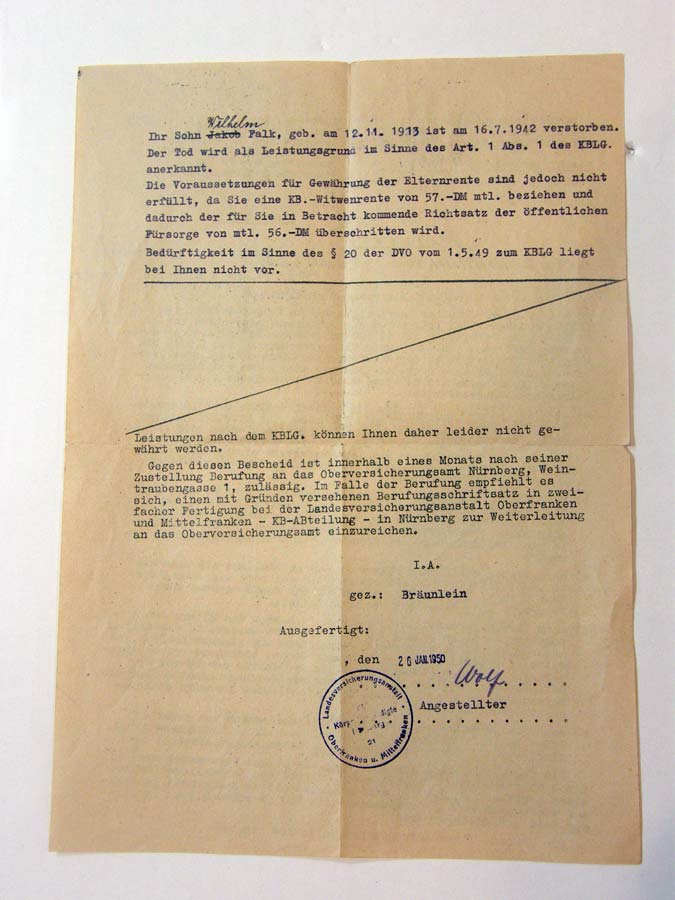 Wilhelm
Ihr Sohn Jakob Falk, geb. am 12.11. 1913 ist am 16.7.1942 verstorben.
Der Tod wird als Leistungsgrund im Sinne des Art. 1 Abs. 1 des KBLG.
anerkannt.
Die Voraussetzungen für Gewährung der Elternrente sind jedoch nicht
erfüllt, da Sie eine KB.-Witwenrente von 57.-DM mtl. beziehen und
dadurch der für Sie in Betracht kommende Richtsatz der öffentlichen
Fürsorge von mtl. 56.-DM überschritten wird.
Bedürftigkeit im Sinne des § 20 der DVO vom 1.5.49 zum KBLG liegt
bei Ihnen nicht vor.
Leistungen nach dem KBLG. können Ihnen daher leider nicht ge-
währt werden.
Gegen diesen Bescheid ist innerhalb eines Monats nach seiner
Zustellung Berufung an das Oberversicherungsamt Nürnberg, Wein-
traubengasse 1, zulässig. Im Falle der Berufung empfiehlt es
sich, einen mit Gründen versehenen Berufungsschriftsatz in zwei-
facher Fertigung bei der Landesversicherungsanstalt Oberfranken
und Mittelfranken - KB-ABteilung - in Nürnberg zur Weiterleitung
an das Oberversicherungsamt einzureichen.
I.A.
gez.: Bräunlein
Ausgefertigt:
, den 26 JAN.1950
Wolf
Angestellter
Landesversicherungsanstalt
Oberfranken u. Mittelfranken
21